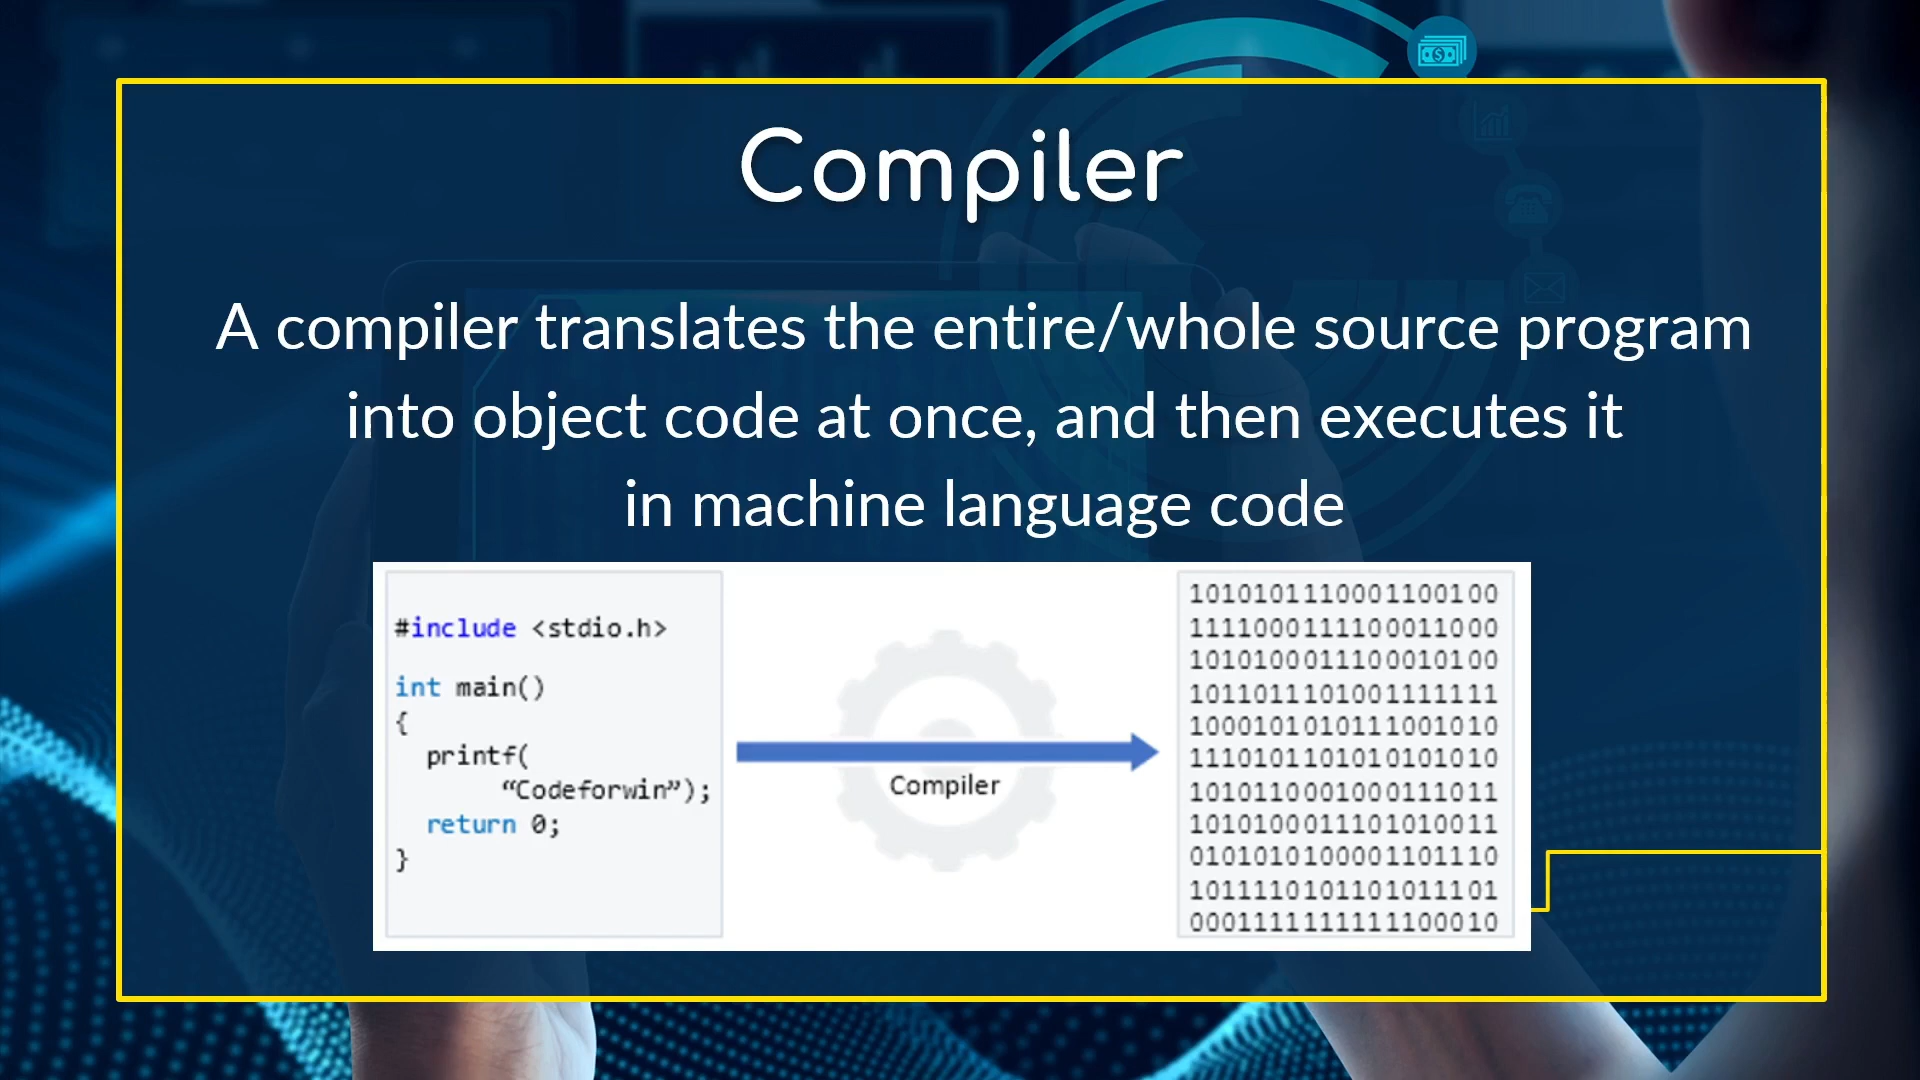 Compiler
A compiler translates the entire/whole source program
into object code at once, and then executes it
in machine language code
#include <stdio.h>
int main()
{
printf(
“Codeforwin”);
return 0;
}
Compiler
10101011100011001​00
11110001111000110​00
10101000111000101​00
10110111010011111​11
10001010101110010​10
11101011010101010​10
10101100010001110​11
10101000111010100​11
01010101000011011​10
10111101011010111​01
00011111111111000​10